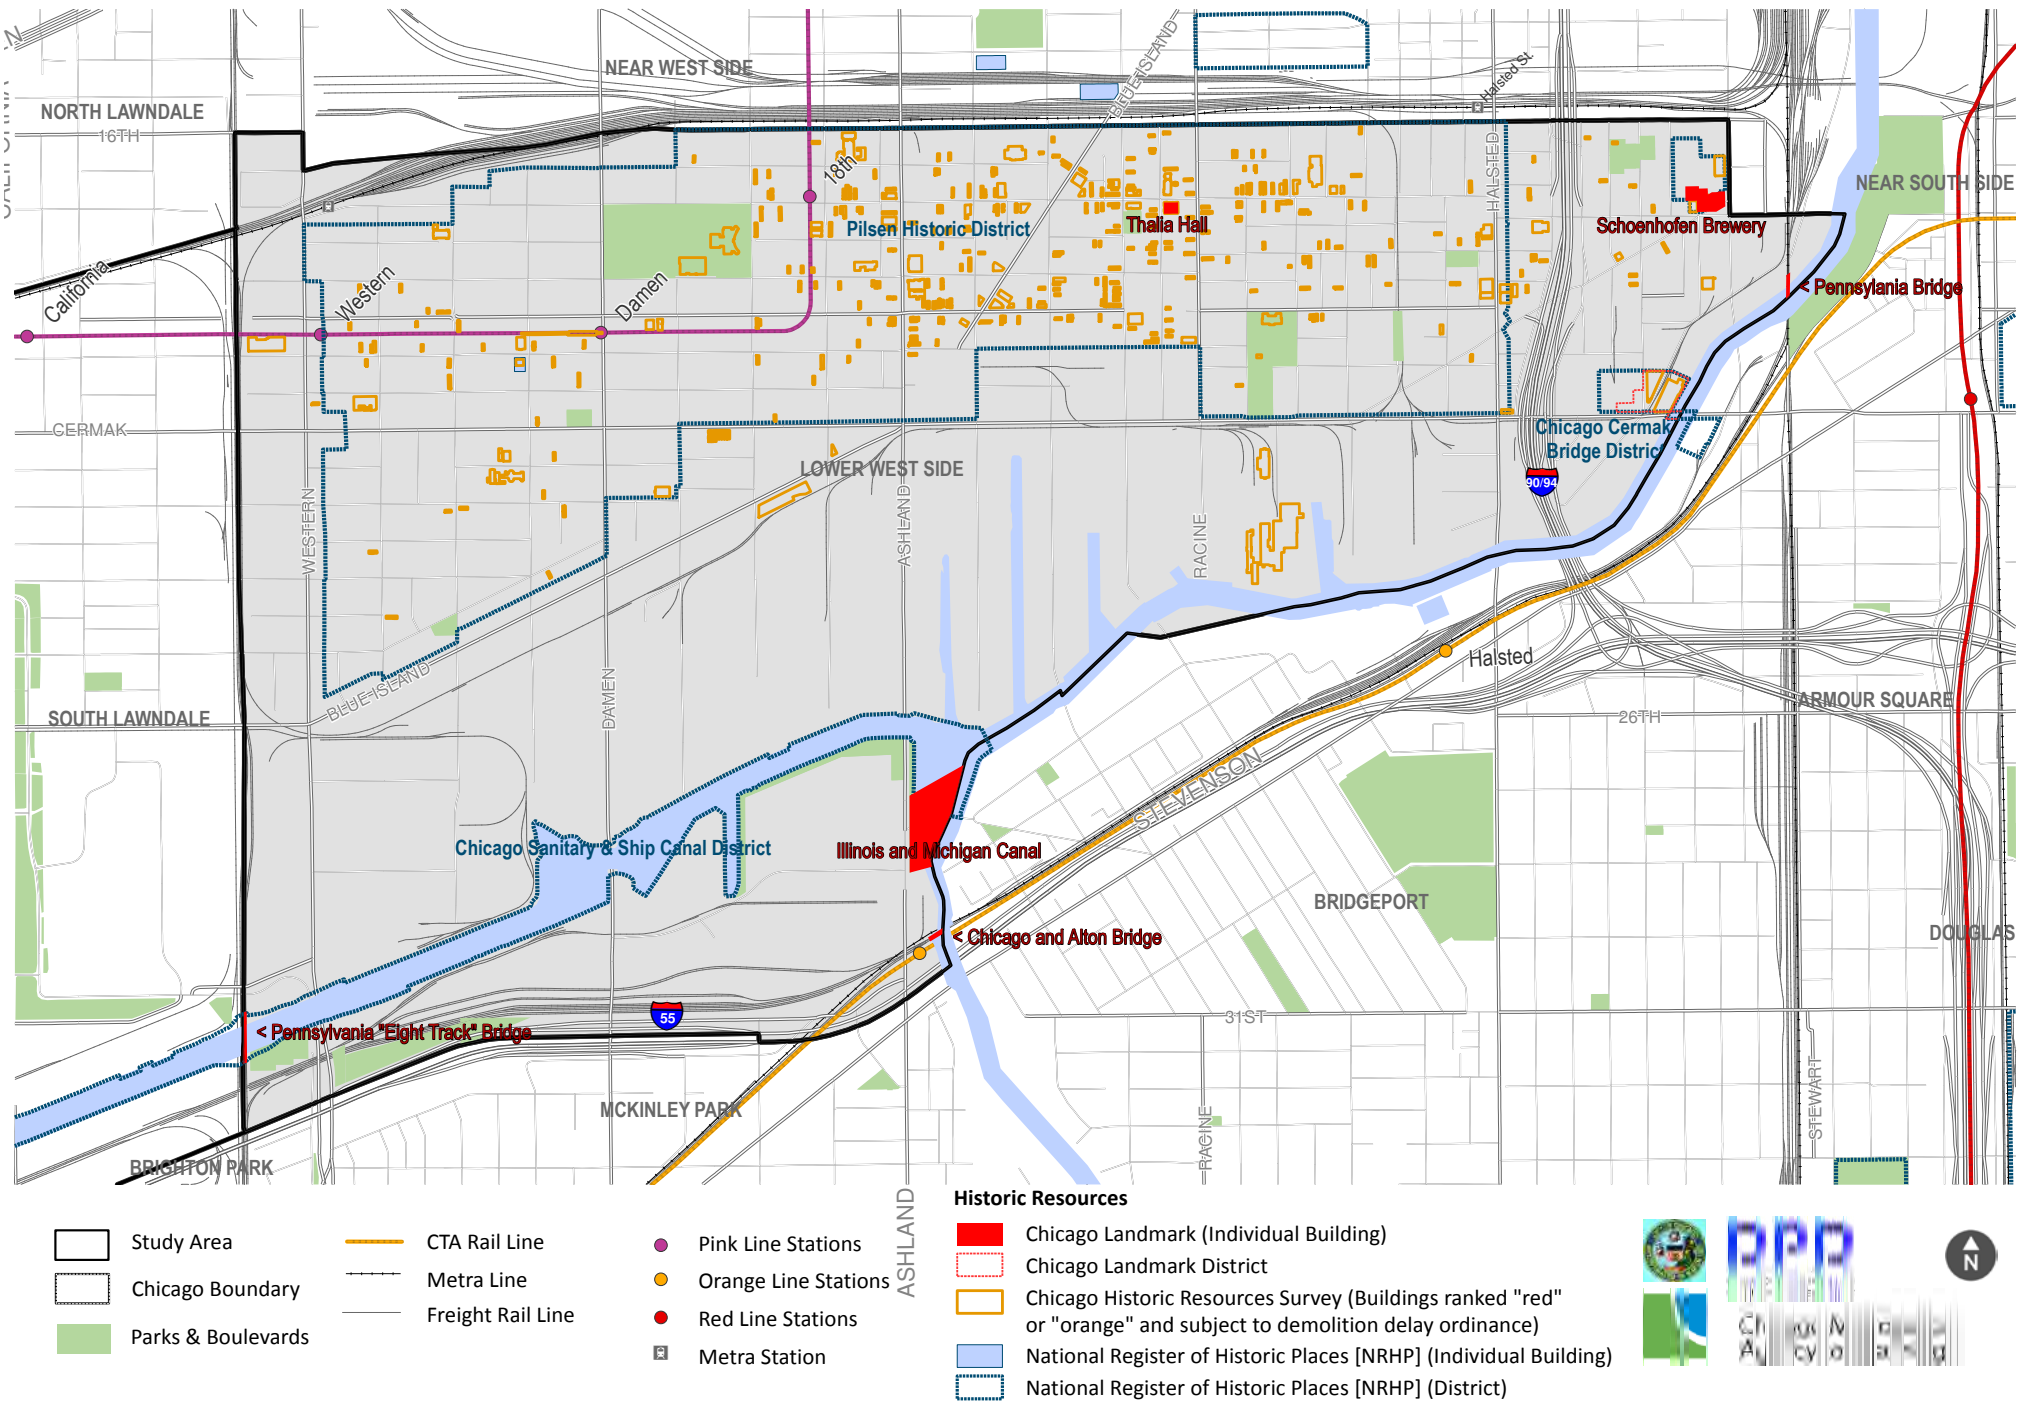 NEAR WEST SIDE
BLUE ISLAND
Halsted St.
NORTH LAWNDALE
16TH
18th
HALSTED
NEAR SOUTH SIDE
Pilsen Historic District
Thalia Hall
Schoenhofen Brewery
California
Western
Damen
< Pennsylania Bridge
CERMAK
Chicago Cermak
Bridge District
LOWER WEST SIDE
90/94
WESTERN
ASHLAND
RACINE
Halsted
BLUE ISLAND
DAMEN
SOUTH LAWNDALE
ARMOUR SQUARE
26TH
STEVENSON
Chicago Sanitary & Ship Canal District
Illinois and Michigan Canal
BRIDGEPORT
< Chicago and Alton Bridge
DOUGLAS
55
31ST
< Pennsylvania "Eight Track" Bridge
STEWART
MCKINLEY PARK
RACINE
BRIGHTON PARK
ASHLAND
Study Area
Chicago Boundary
Parks & Boulevards
CTA Rail Line
Metra Line
Freight Rail Line
Pink Line Stations
Orange Line Stations
Red Line Stations
Metra Station
Historic Resources
Chicago Landmark (Individual Building)
Chicago Landmark District
Chicago Historic Resources Survey (Buildings ranked "red"
or "orange" and subject to demolition delay ordinance)
National Register of Historic Places [NRHP] (Individual Building)
National Register of Historic Places [NRHP] (District)
N